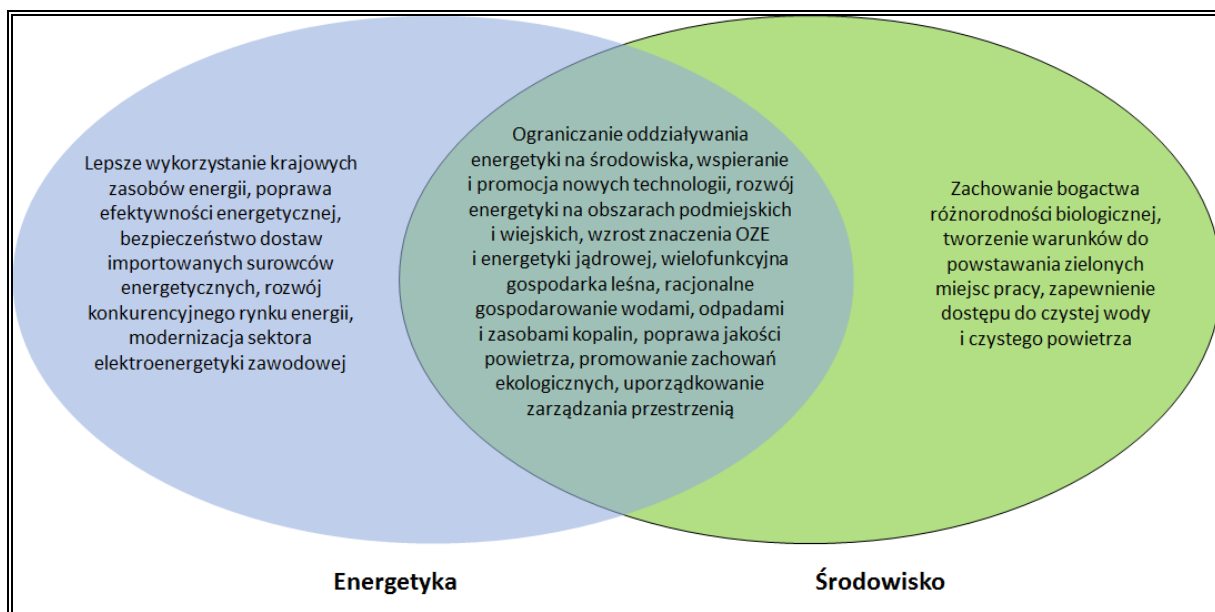 Lepsze wykorzystanie krajowych
zasobów energii, poprawa
efektywności energetycznej,
bezpieczeństwo dostaw
importowanych surowców
energetycznych, rozwój
konkurencyjnego rynku energii,
modernizacja sektora
elektroenergetyki zawodowej
Ograniczanie oddziaływania
energetyki na środowiska, wspieranie
i promocja nowych technologii, rozwój
energetyki na obszarach podmiejskich
i wiejskich, wzrost znaczenia OZE
i energetyki jądrowej, wielofunkcyjna
gospodarka leśna, racjonalne
gospodarowanie wodami, odpadami
i zasobami kopalin, poprawa jakości
powietrza, promowanie zachowań
ekologicznych, uporządkowanie
zarządzania przestrzenią
Zachowanie bogactwa
różnorodności biologicznej,
tworzenie warunków do
powstawania zielonych
miejsc pracy, zapewnienie
dostępu do czystej wody
i czystego powietrza
Energetyka
Środowisko